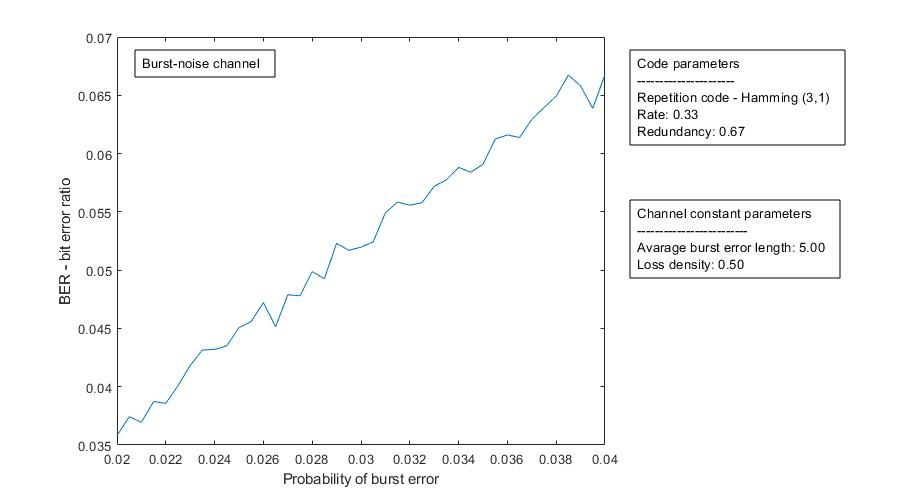 Burst-noise channel
0.07
0.065
0.06
0.055
0.05
0.045
0.04
0.035
BER - bit error ratio
0.02 0.022 0.024 0.026 0.028 0.03 0.032 0.034 0.036 0.038 0.04
Probability of burst error
Code parameters
----------------------
Repetition code - Hamming (3,1)
Rate: 0.33
Redundancy: 0.67
Channel constant parameters
-------------------------
Avarage burst error length: 5.00
Loss density: 0.50